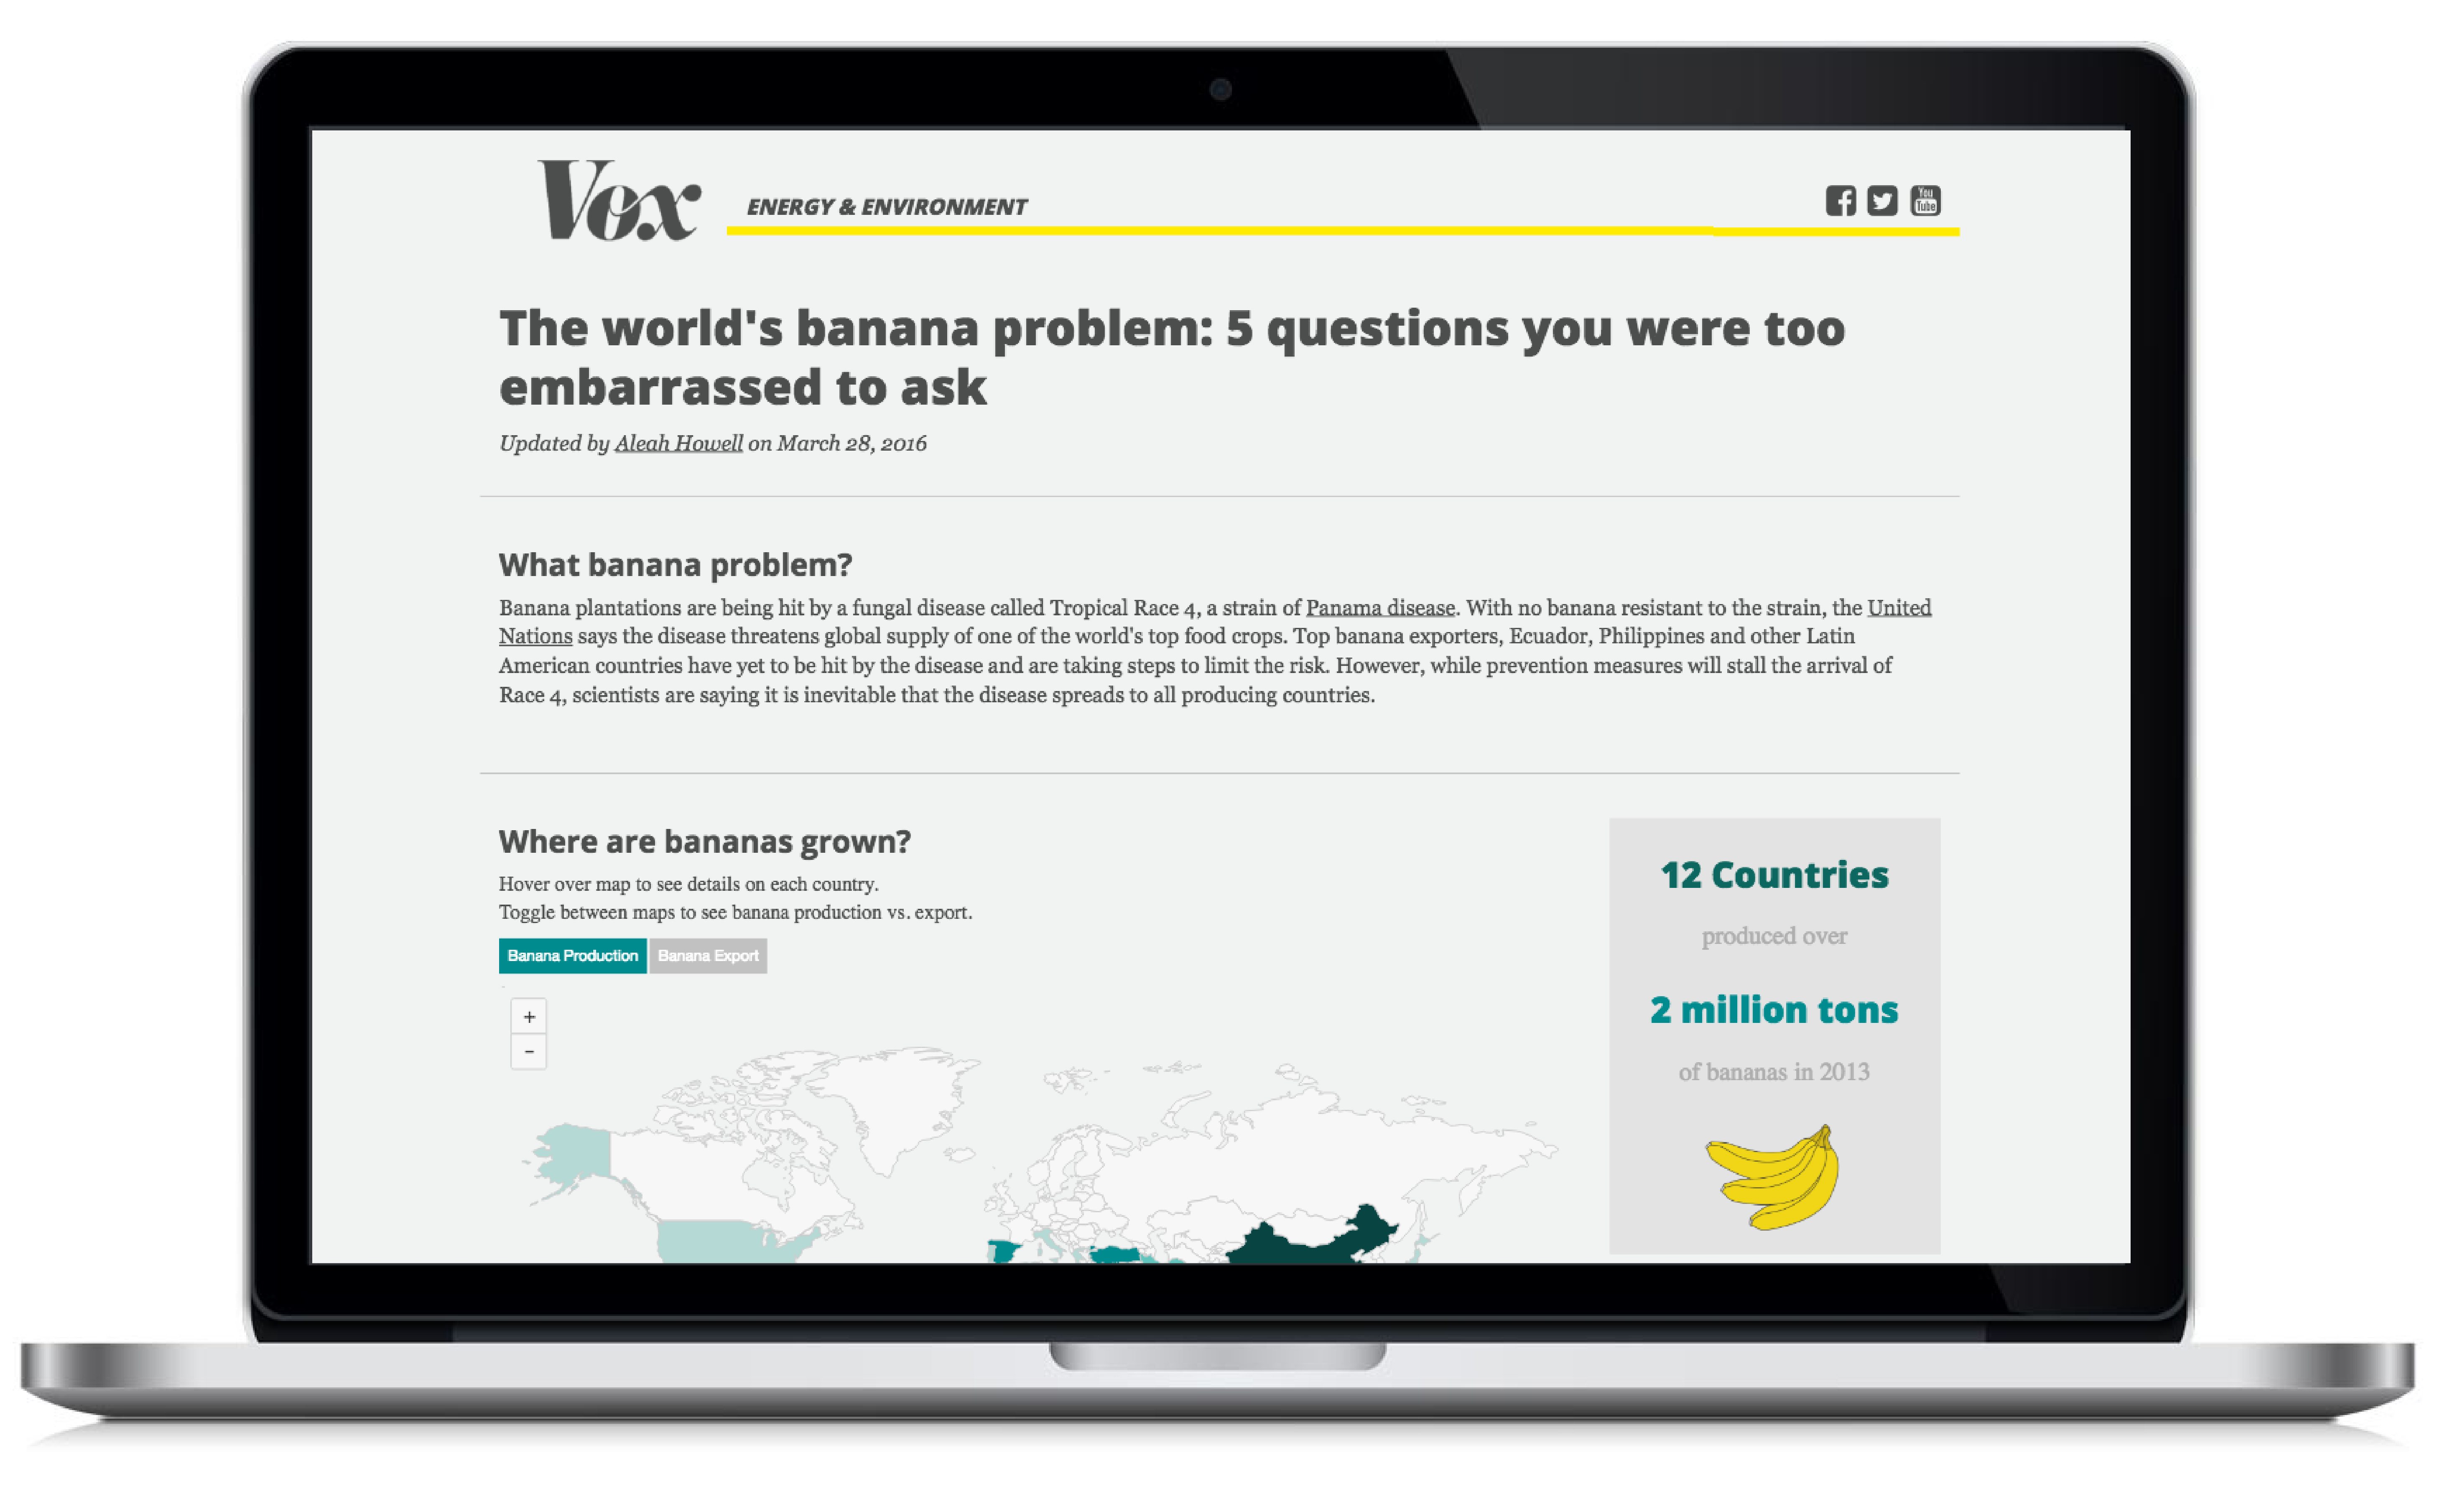 Vox
ENERGY & ENVIRONMENT
You
Tube
The world's banana problem: 5 questions you were too
embarrassed to ask
Updated by Aleah Howell on March 28, 2016
What banana problem?
Banana plantations are being hit by a fungal disease called Tropical Race 4, a strain of Panama disease. With no banana resistant to the strain, the United
Nations says the disease threatens global supply of one of the world's top food crops. Top banana exporters, Ecuador, Philippines and other Latin
American countries have yet to be hit by the disease and are taking steps to limit the risk. However, while prevention measures will stall the arrival of
Race 4, scientists are saying it is inevitable that the disease spreads to all producing countries.
Where are bananas grown?
Hover over map to see details on each country.
Toggle between maps to see banana production vs. export.
Banana Production Banana Export
+
-
12 Countries
produced over
2 million tons
of bananas in 2013